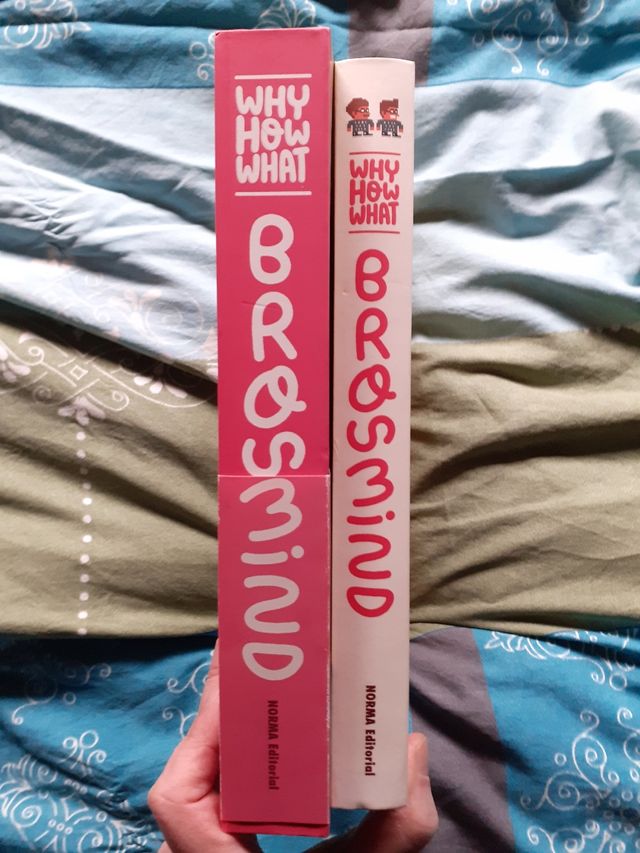 WHY
HOW
WHAT
BROSMiND
NORMA Editorial
WHY
HOW
WHAT
BROSMiND
NORMA Editorial